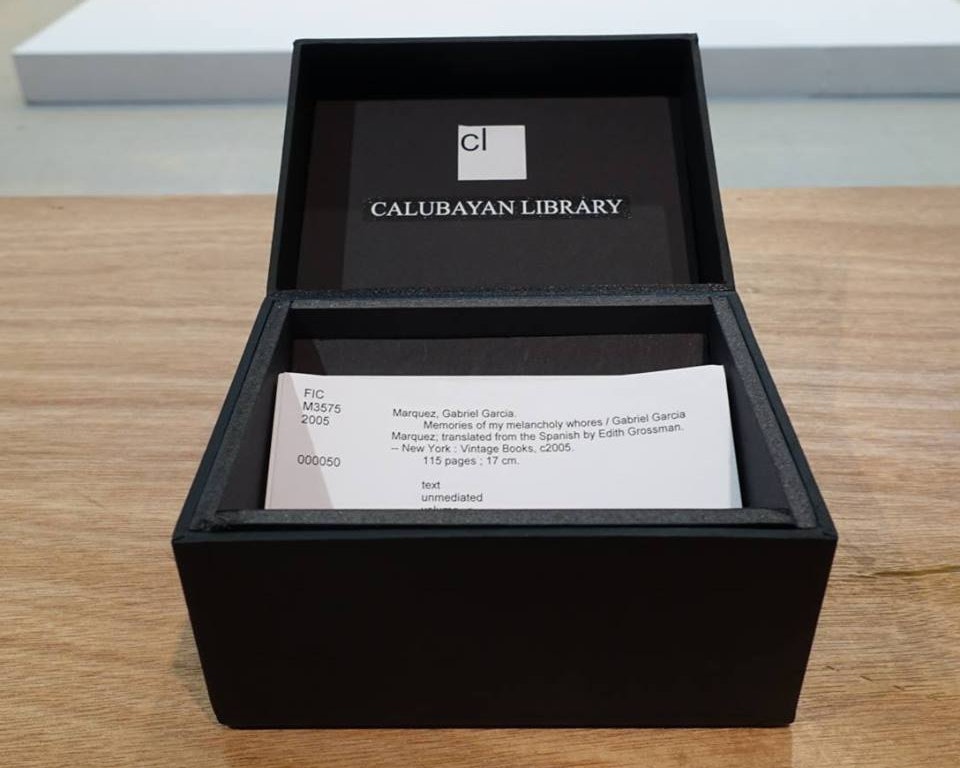 cl
CALUBAYAN LIBRARY
FIC
M3575
2005
000050
Marquez, Gabriel Garcia.
Memories of my melancholy whores / Gabriel Garcia
Marquez; translated from the Spanish by Edith Grossman.
-- New York : Vintage Books, c2005.
115 pages ; 17 cm.
text
unmediated